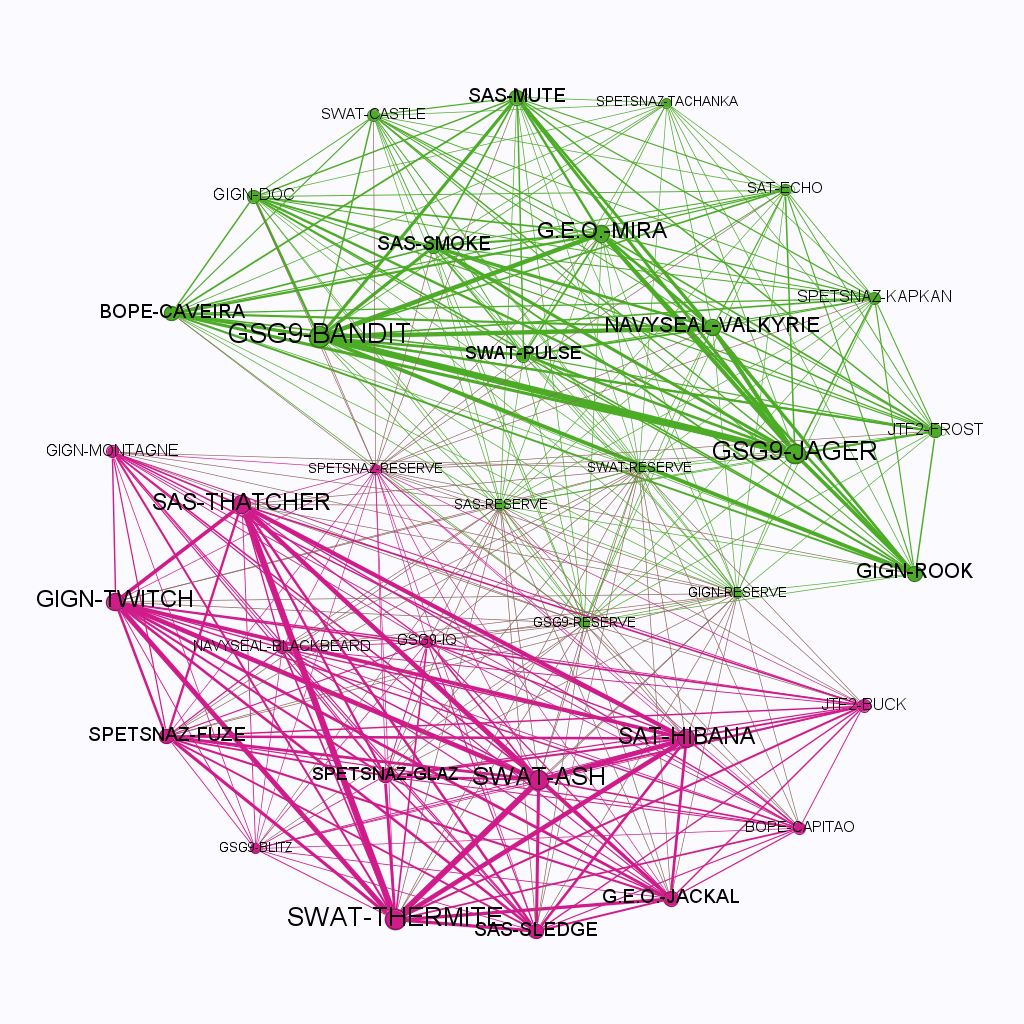 SAS-MUTE
SPETSNAZ-TACHANKA
SWAT-CASTLE
SAT-ECHO
GIGN-DOC
G.E.O.-MIRA
SAS-SMOKE
SPETSNAZ-KAPKAN
BOPE-CAVEIRA
NAVYSEAL-VALKYRIE
GSG9-BANDIT
SWAT-PULSE
JTF2-FROST
GIGN-MONTAGNE
GSG9-JAGER
SPETSNAZ-RESERVE
SWAT-RESERVE
SAS-THATCHER
SAS-RESERVE
GIGN-ROOK
GIGN-RESERVE
GIGN-TWITCH
GSG9-RESERVE
GSG9-IQ
NAVYSEAL-BLACKBEARD
JTF2-BUCK
SPETSNAZ-FUZE
SAT-HIBANA
SPETSNAZ-GLAZ
SWAT-ASH
BOPE-CAPITAO
GSG9-BLITZ
G.E.O.-JACKAL
SWAT-THERMITE
SAS-SLEDGE